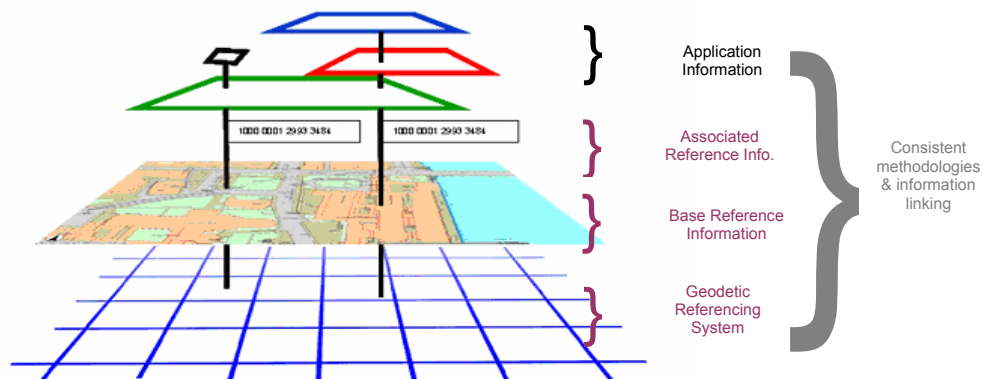 Application
Information
1000 0001 2993 3484
1000 0001 2993 3484
Associated
Reference Info.
Consistent
methodologies
& information
linking
Base Reference
Information
Geodetic
Referencing
System